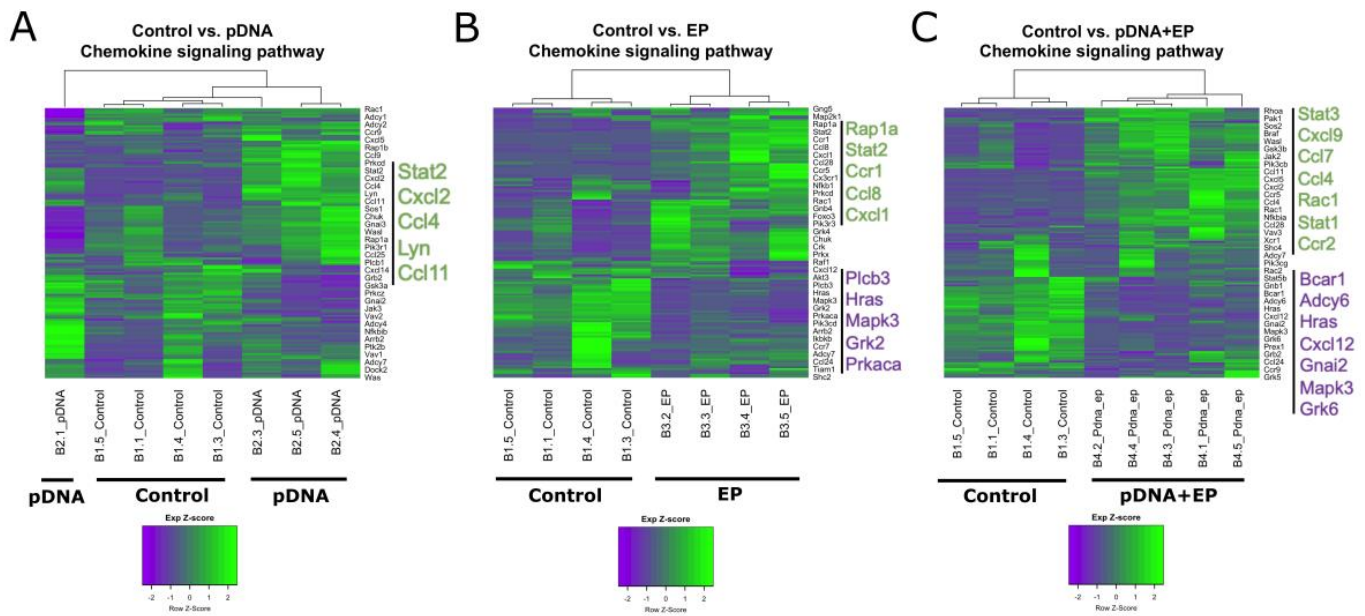 A
Control vs. pDNA
Chemokine signaling pathway
Rac1
Adcy1
Adcy2
Ccr9
Cxcl5
Rap1b
Ccl9
Prkcd
Stat2
Cxcl2
Ccl4
Lyn
Ccl11
Sos1
Chuk
Gnai3
Wasl
Rap1a
Pik3r1
Ccl25
Plcb1
Cxcl14
Grb2
Gsk3a
Prkcz
Gnai2
Jak3
Vav2
Adcy4
Nfkbib
Arrb2
Ptk2b
Vav1
Adcy7
Dock2
Was
Stat2
Cxcl2
Ccl4
Lyn
Ccl11
B2.1_pDNA
B1.5_Control
B1.1_Control
B1.4_Control
B1.3_Control
B2.3_pDNA
B2.5_pDNA
B2.4_pDNA
pDNA
Control
pDNA
Exp Z-score
-2 -1 0 1 2
Row Z-Score
B
Control vs. EP
Chemokine signaling pathway
Gng5
Map2k1
Rap1a
Stat2
Ccr1
Ccl8
Cxcl1
Ccl28
Ccr5
Cx3cr1
Nfkb1
Prkcd
Rac1
Gnb4
Foxo3
Pik3r3
Grk4
Chuk
Crk
Prkx
Raf1
Cxcl12
Akt3
Plcb3
Hras
Mapk3
Grk2
Prkaca
Pik3cd
Arrb2
Ikbkb
Ccr7
Adcy7
Ccl24
Tiam1
Shc2
Rap1a
Stat2
Ccr1
Ccl8
Cxcl1
Plcb3
Hras
Mapk3
Grk2
Prkaca
B1.5_Control
B1.1_Control
B1.4_Control
B1.3_Control
B3.2_EP
B3.3_EP
B3.4_EP
B3.5_EP
Control
EP
Exp Z-score
-2 -1 0 1 2
Row Z-Score
C
Control vs. pDNA+EP
Chemokine signaling pathway
Rhoa
Pak1
Sos2
Braf
Wasl
Gsk3b
Jak2
Pik3cb
Ccl11
Cxcl5
Cxcl2
Ccr5
Ccl4
Rac1
Nfkbia
Ccl28
Vav3
Xcr1
Shc4
Adcy7
Pik3cg
Rac2
Stat5b
Gnb1
Bcar1
Adcy6
Hras
Cxcl12
Gnai2
Mapk3
Grk6
Prex1
Grb2
Ccl24
Ccr9
Grk5
Stat3
Cxcl9
Ccl7
Ccl4
Rac1
Stat1
Ccr2
Bcar1
Adcy6
Hras
Cxcl12
Gnai2
Mapk3
Grk6
B1.5_Control
B1.1_Control
B1.4_Control
B1.3_Control
B4.2_Pdna_ep
B4.4_Pdna_ep
B4.3_Pdna_ep
B4.1_Pdna_ep
B4.5_Pdna_ep
Control
pDNA+EP
Exp Z-score
-2 -1 0 1 2
Row Z-Score